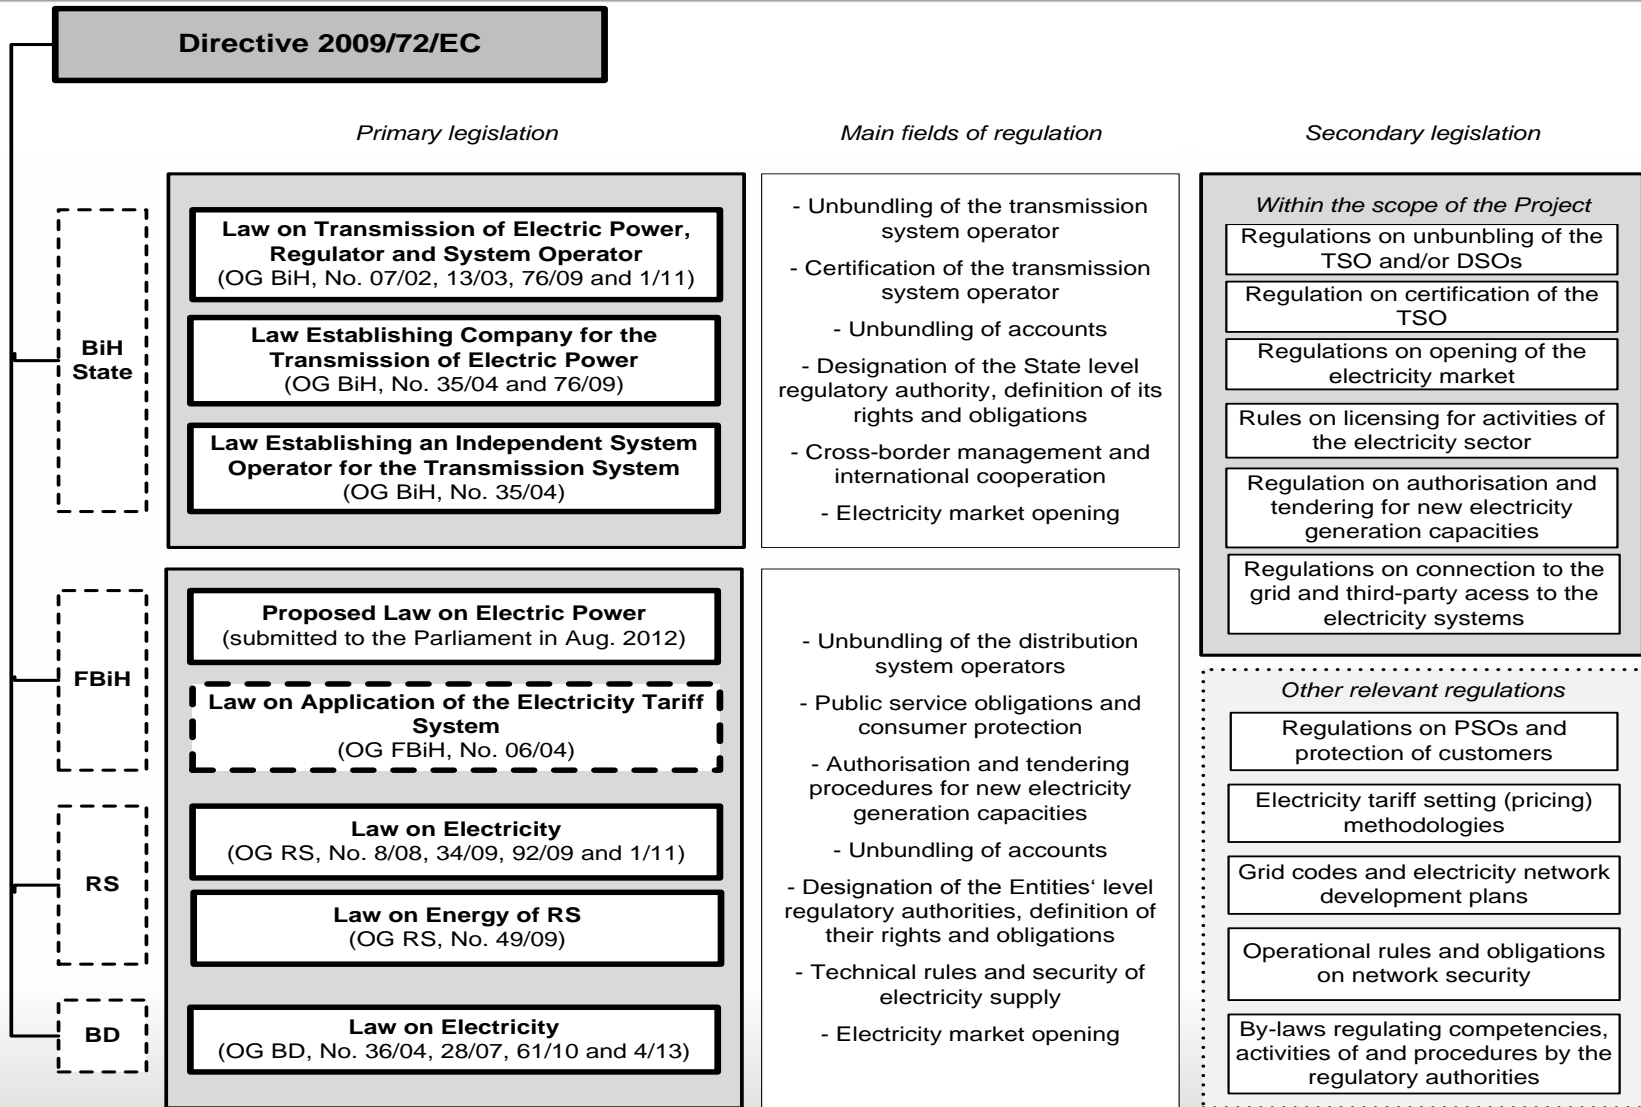 Directive 2009/72/EC
Primary legislation
Main fields of regulation
Secondary legislation
BiH
State
Law on Transmission of Electric Power,
Regulator and System Operator
(OG BiH, No. 07/02, 13/03, 76/09 and 1/11)
Law Establishing Company for the
Transmission of Electric Power
(OG BiH, No. 35/04 and 76/09)
Law Establishing an Independent System
Operator for the Transmission System
(OG BiH, No. 35/04)
- Unbundling of the transmission
system operator
- Certification of the transmission
system operator
- Unbundling of accounts
- Designation of the State level
regulatory authority, definition of its
rights and obligations
- Cross-border management and
international cooperation
- Electricity market opening
Within the scope of the Project
Regulations on unbunbling of the
TSO and/or DSOs
Regulation on certification of the
TSO
Regulations on opening of the
electricity market
Rules on licensing for activities of
the electricity sector
Regulation on authorisation and
tendering for new electricity
generation capacities
Regulations on connection to the
grid and third-party acess to the
electricity systems
FBiH
Proposed Law on Electric Power
(submitted to the Parliament in Aug. 2012)
Law on Application of the Electricity Tariff
System
(OG FBiH, No. 06/04)
RS
Law on Electricity
(OG RS, No. 8/08, 34/09, 92/09 and 1/11)
Law on Energy of RS
(OG RS, No. 49/09)
BD
Law on Electricity
(OG BD, No. 36/04, 28/07, 61/10 and 4/13)
- Unbundling of the distribution
system operators
- Public service obligations and
consumer protection
- Authorisation and tendering
procedures for new electricity
generation capacities
- Unbundling of accounts
- Designation of the Entities‘ level
regulatory authorities, definition of
their rights and obligations
- Technical rules and security of
electricity supply
- Electricity market opening
Other relevant regulations
Regulations on PSOs and
protection of customers
Electricity tariff setting (pricing)
methodologies
Grid codes and electricity network
development plans
Operational rules and obligations
on network security
By-laws regulating competencies,
activities of and procedures by the
regulatory authorities